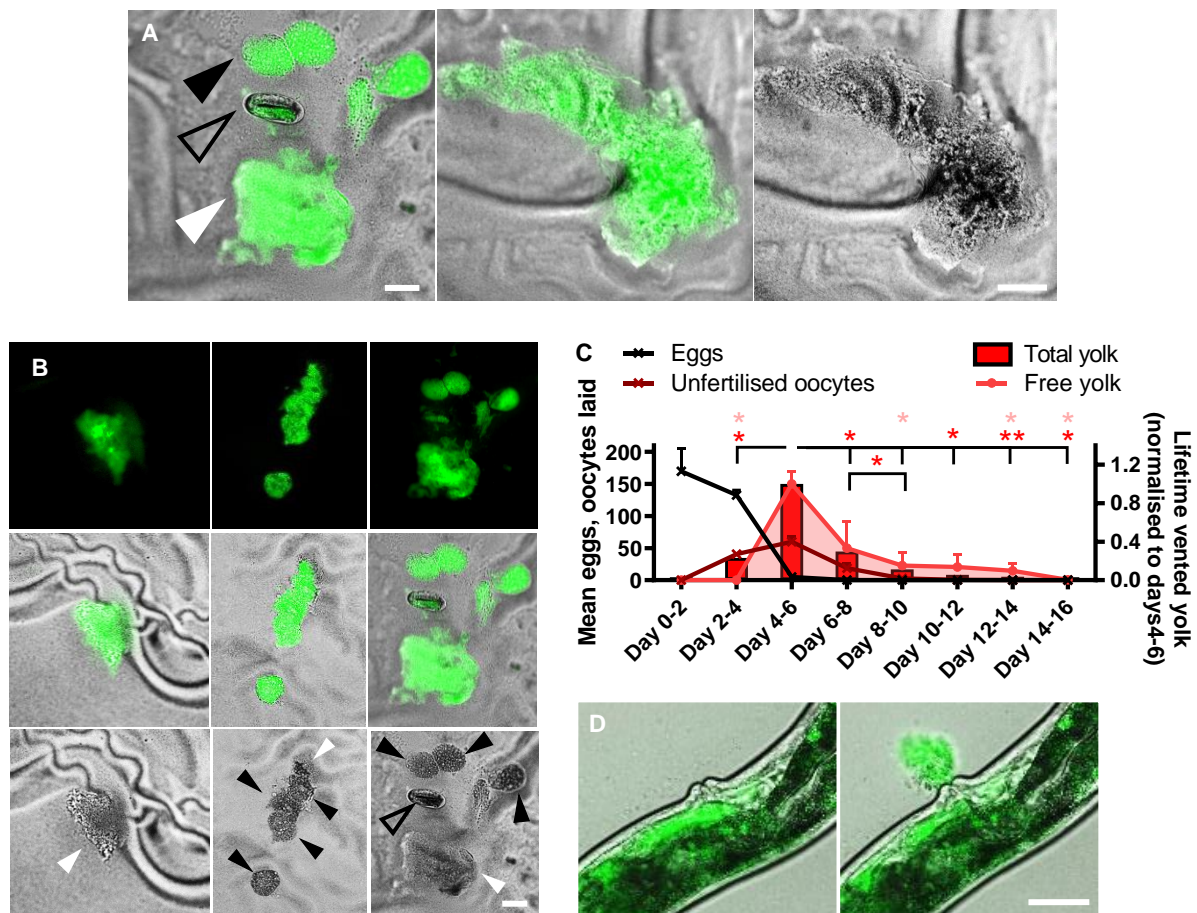 A
B
C
Eggs
Unfertilised oocytes
Total yolk
Free yolk
Mean eggs, oocytes laid
200
150
100
50
0
* *
* * * ** *
* *
*
1.2
0.8
0.4
0.0
Lifetime vented yolk
(normalised to days4-6)
Day 0-2
Day 2-4
Day 4-6
Day 6-8
Day 8-10
Day 10-12
Day 12-14
Day 14-16
D